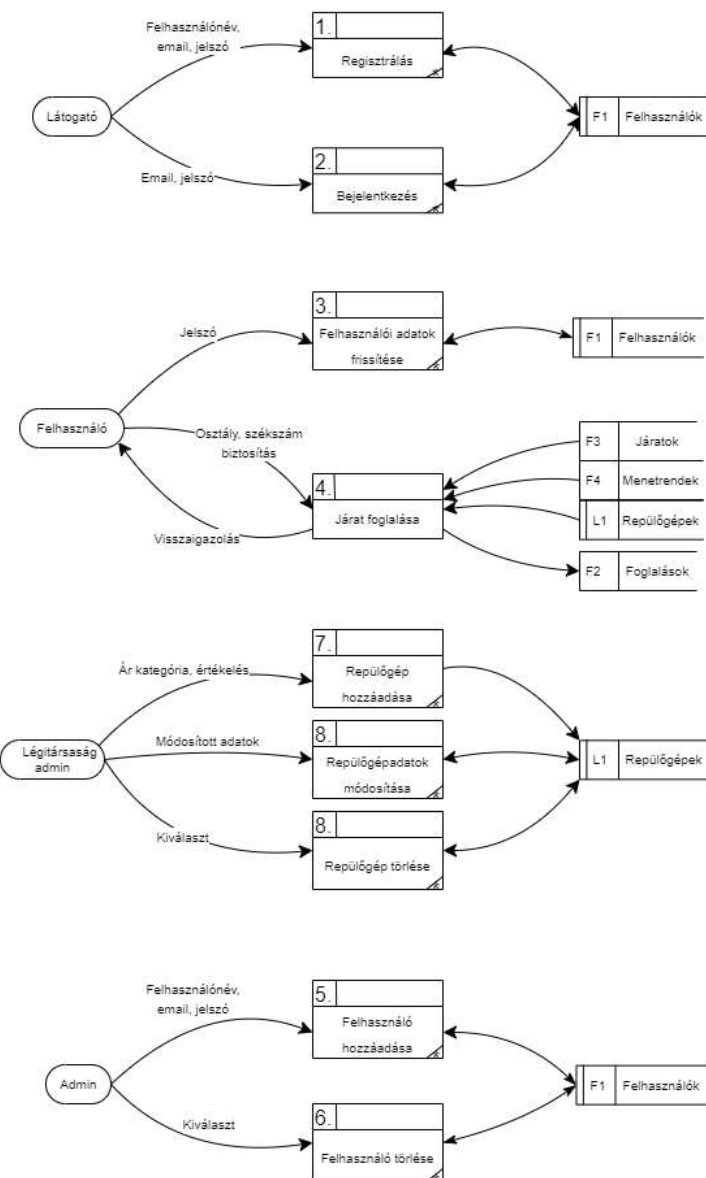 Felhasználónév,
email, jelszó
1.
Regisztrálás
Látogató
F1 Felhasználók
2.
Email, jelszó
Bejelentkezés
3.
Jelszó
Felhasználói adatok
frissítése
F1 Felhasználók
Felhasználó
Osztály, székszám
biztosítás
F3 Járatok
F4 Menetrendek
4.
Járat foglalása
L1 Repülőgépek
Visszaigazolás
F2 Foglalások
7.
Ár kategória, értékelés
Repülőgép
hozzáadása
8.
Módosított adatok
Légitársaság
admin
Repülőgépadatok
módosítása
L1 Repülőgépek
8.
Kiválaszt
Repülőgép törlése
Felhasználónév,
email, jelszó
5.
Felhasználó
hozzáadása
Admin
F1 Felhasználók
6.
Kiválaszt
Felhasználó törlése